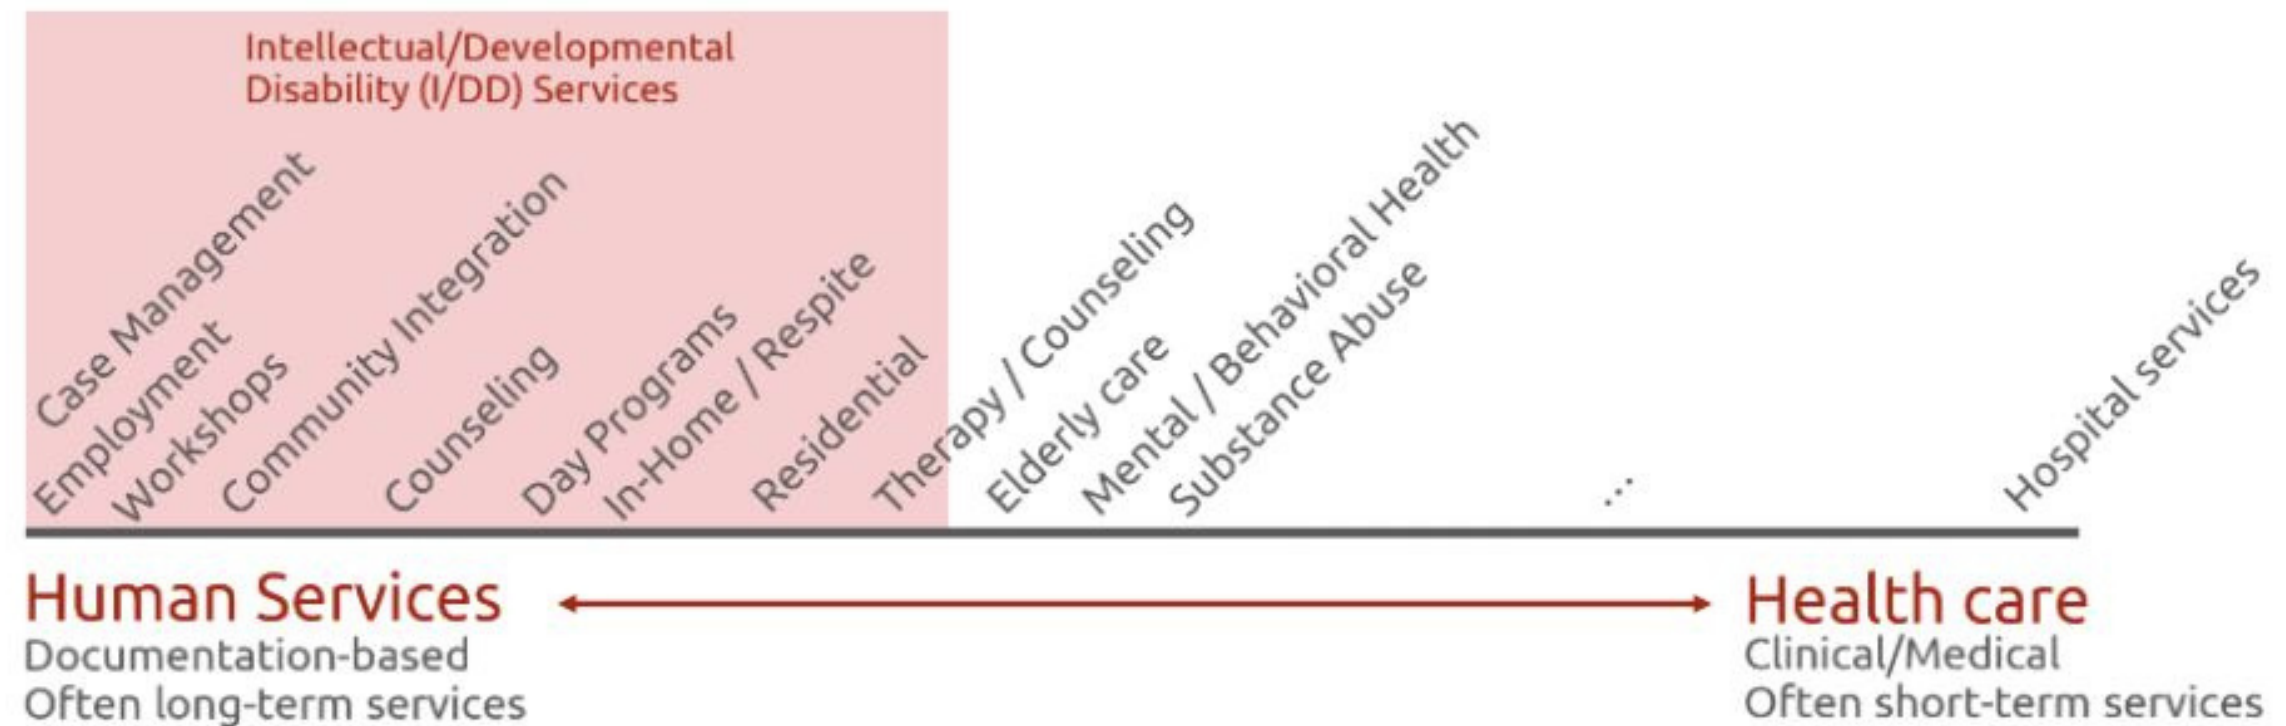 Intellectual/Developmental
Disability (I/DD) Services
Case Management
Employment
Workshops
Community Integration
Counseling
Day Programs
In-Home / Respite
Residential
Therapy / Counseling
Elderly care
Mental / Behavioral Health
Substance Abuse
...
Hospital services
Human Services
Documentation-based
Often long-term services
Health care
Clinical/Medical
Often short-term services